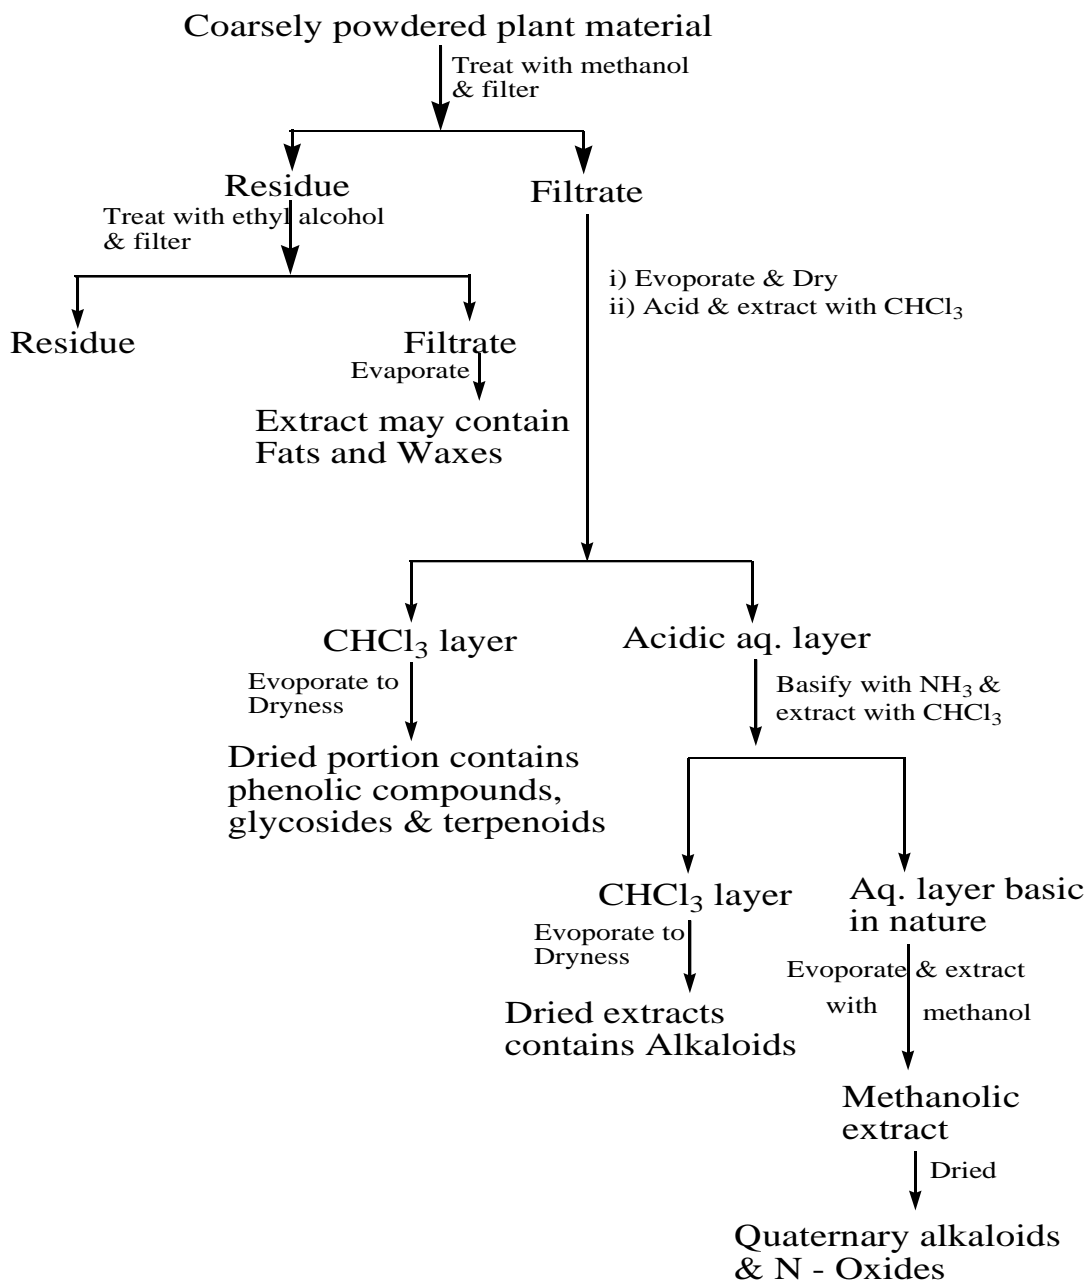 Coarsely powdered plant material
Treat with methanol
& filter
Residue
Filtrate
Treat with ethyl alcohol
& filter
i) Evoporate & Dry
ii) Acid & extract with CHCl₃
Residue
Filtrate
Evaporate
Extract may contain
Fats and Waxes
CHCl₃ layer
Acidic aq. layer
Evoporate to
Dryness
Basify with NH₃ &
extract with CHCl₃
Dried portion contains
phenolic compounds,
glycosides & terpenoids
CHCl₃ layer
Aq. layer basic
in nature
Evoporate to
Dryness
Evoporate & extract
with methanol
Dried extracts
contains Alkaloids
Methanolic
extract
Dried
Quaternary alkaloids
& N - Oxides